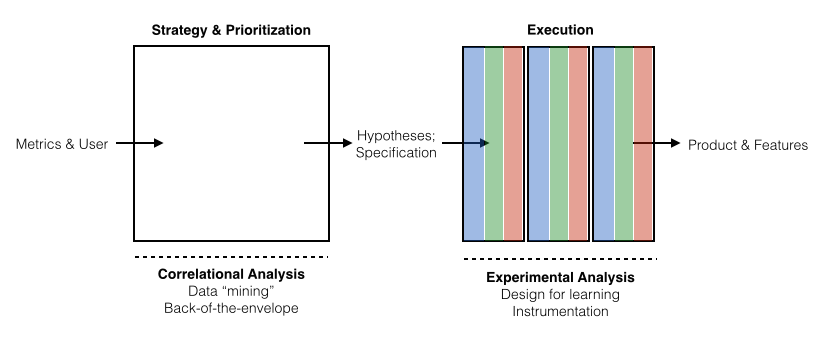 Strategy & Prioritization
Execution
Metrics & User
Hypotheses;
Specification
Product & Features
Correlational Analysis
Data “mining”
Back-of-the-envelope
Experimental Analysis
Design for learning
Instrumentation